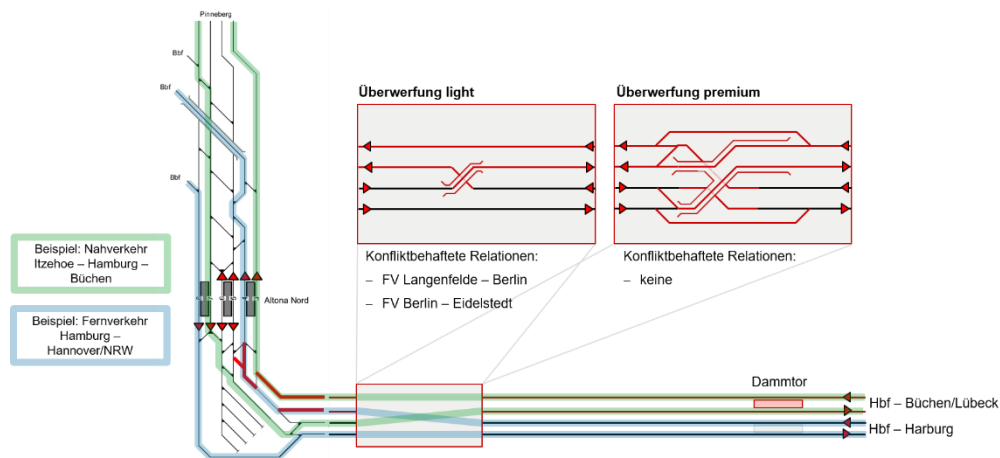 Pinneberg
Bbf
Bbf
Bbf
Überwerfung light
Überwerfung premium
Konfliktbehaftete Relationen:
– FV Langenfelde – Berlin
– FV Berlin – Eidelstedt
Konfliktbehaftete Relationen:
– keine
Beispiel: Nahverkehr
Itzehoe – Hamburg –
Büchen
Beispiel: Fernverkehr
Hamburg –
Hannover/NRW
Altona Nord
Dammtor
Hbf – Büchen/Lübeck
Hbf – Harburg